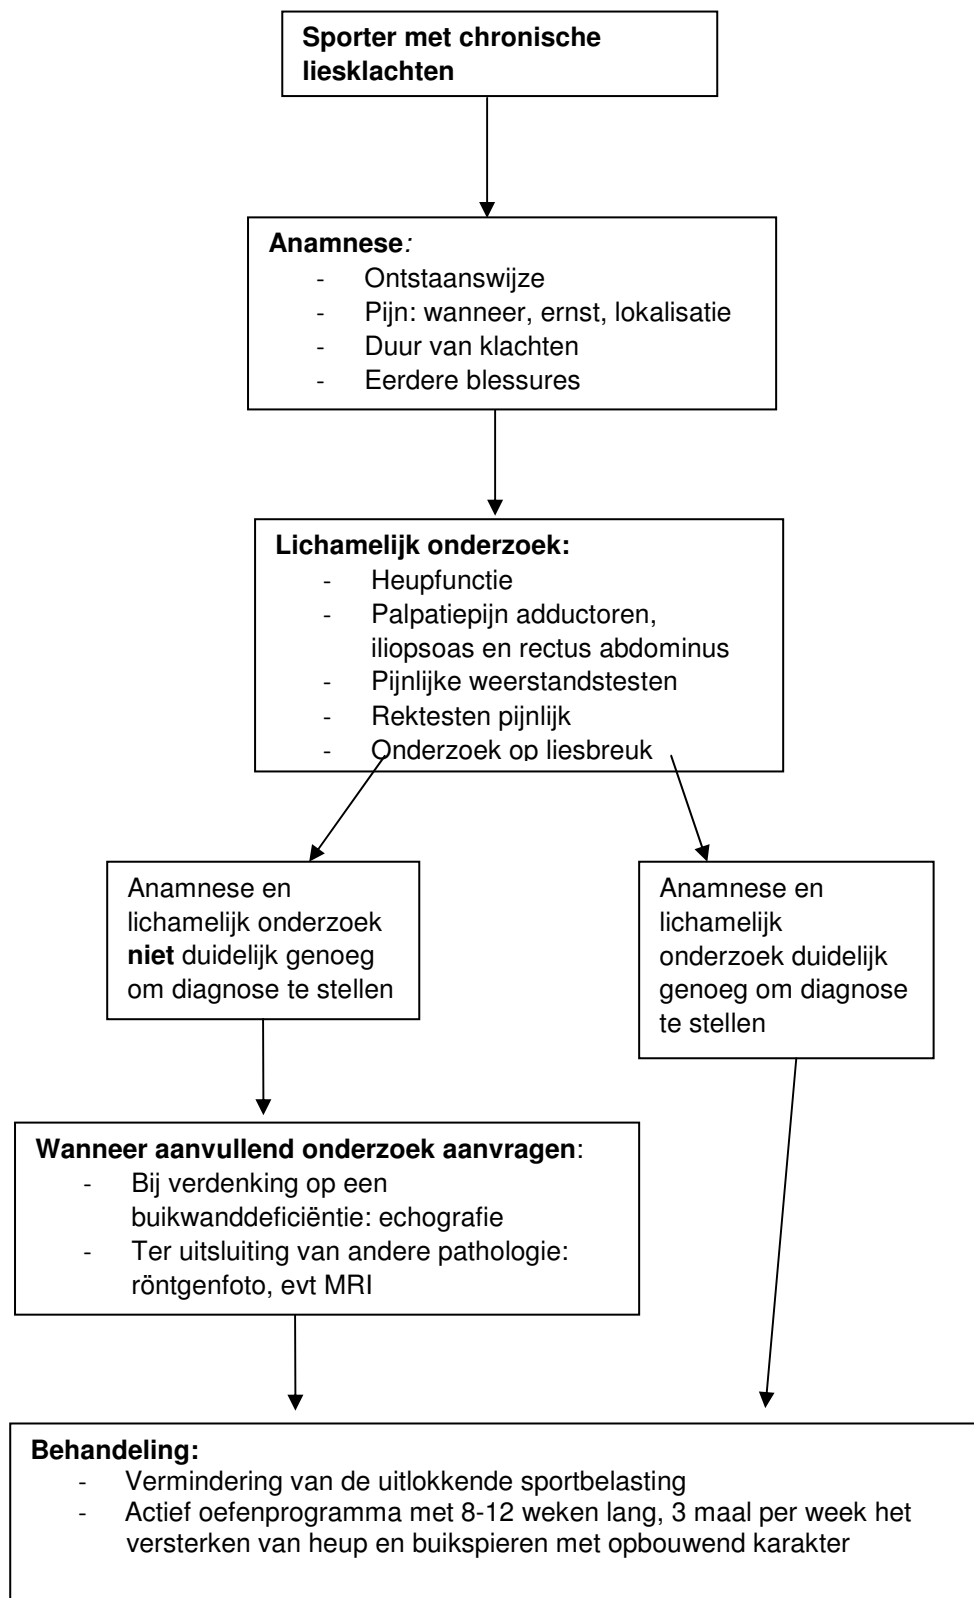 Sporter met chronische
liesklachten
Anamnese:
- Ontstaanswijze
- Pijn: wanneer, ernst, lokalisatie
- Duur van klachten
- Eerdere blessures
Lichamelijk onderzoek:
- Heupfunctie
- Palpatiepijn adductoren,
iliopsoas en rectus abdominus
- Pijnlijke weerstandstesten
- Rektesten pijnlijk
- Onderzoek op liesbreuk
Anamnese en
lichamelijk onderzoek
niet duidelijk genoeg
om diagnose te stellen
Anamnese en
lichamelijk
onderzoek duidelijk
genoeg om diagnose
te stellen
Wanneer aanvullend onderzoek aanvragen:
- Bij verdenking op een
buikwanddeficiëntie: echografie
- Ter uitsluiting van andere pathologie:
röntgenfoto, evt MRI
Behandeling:
- Vermindering van de uitlokkende sportbelasting
- Actief oefenprogramma met 8-12 weken lang, 3 maal per week het
versterken van heup en buikspieren met opbouwend karakter